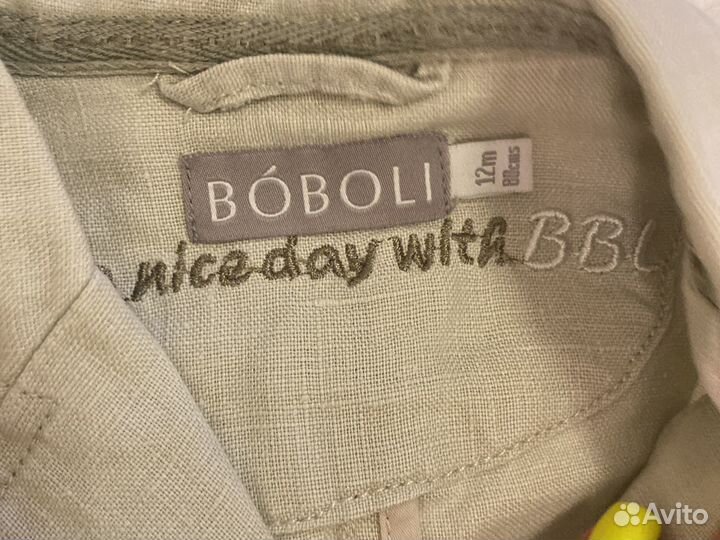 BÓBOLI
12m
80cms
nice day with BBL
Avito